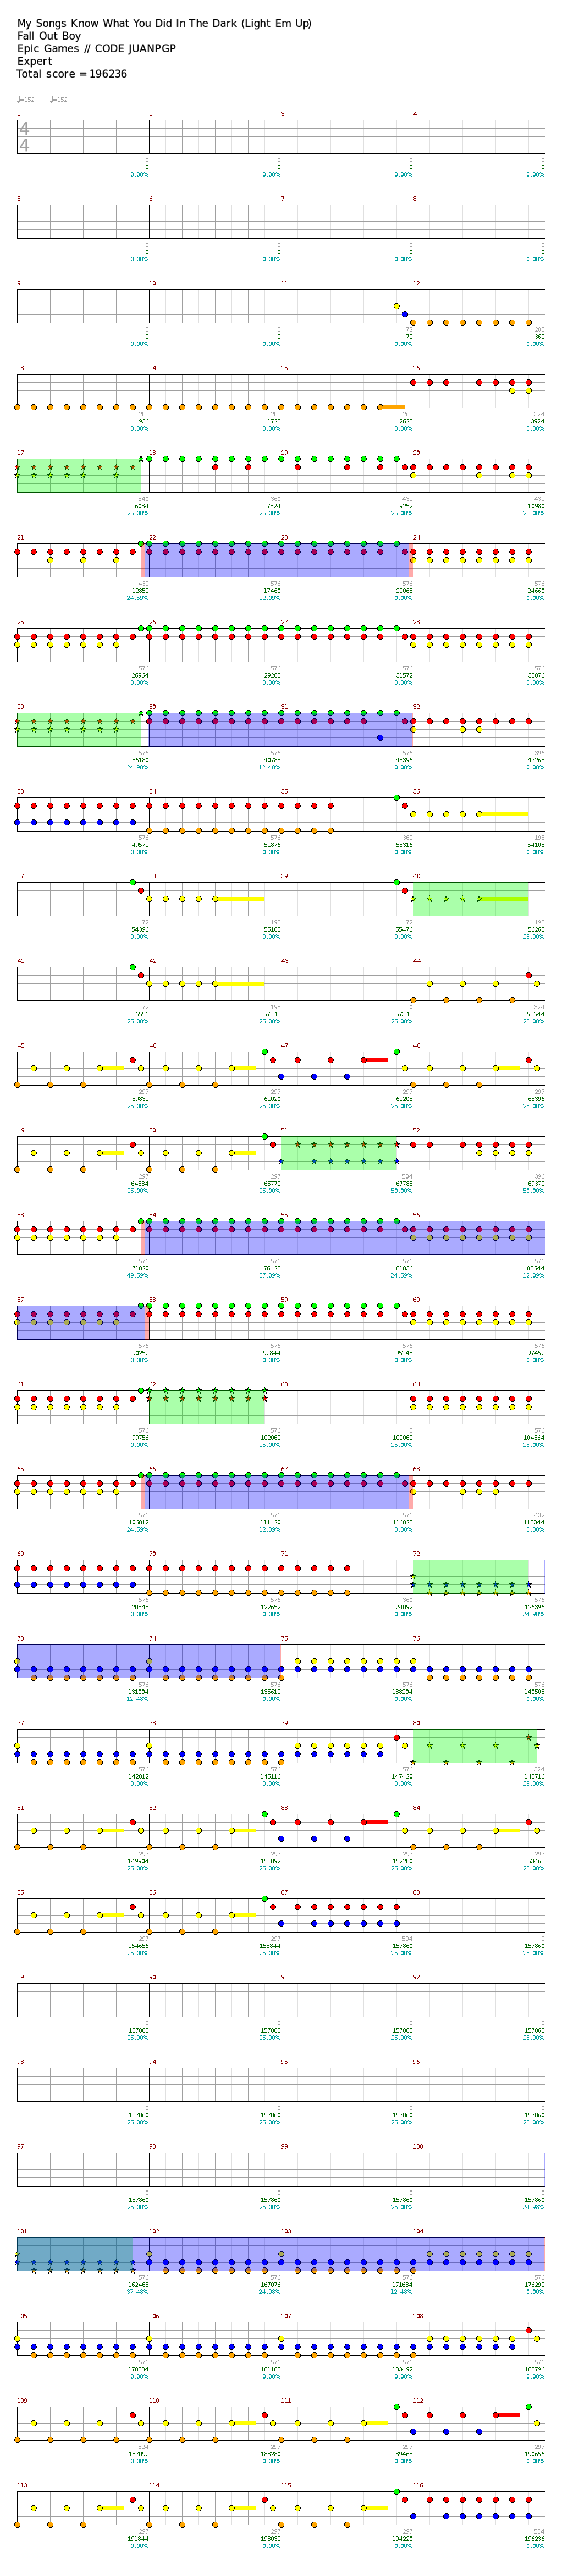 My Songs Know What You Did In The Dark (Light Em Up)
Fall Out Boy
Epic Games // CODE JUANPGP
Expert
Total score = 196236
♩=152 ♩=152
1 2 3 4
4
4
0 0 0 0
0 0 0 0
0.00% 0.00% 0.00% 0.00%
5 6 7 8
0 0 0 0
0 0 0 0
0.00% 0.00% 0.00% 0.00%
9 10 11 12
0 0 72 288
0 0 72 360
0.00% 0.00% 0.00% 0.00%
13 14 15 16
288 288 261 324
936 1728 2628 3924
0.00% 0.00% 0.00% 0.00%
17 18 19 20
540 360 432 432
6084 7524 9252 10980
25.00% 25.00% 25.00% 25.00%
21 22 23 24
432 576 576 576
12852 17460 22068 24660
24.59% 12.09% 0.00% 0.00%
25 26 27 28
576 576 576 576
26964 29268 31572 33876
0.00% 0.00% 0.00% 0.00%
29 30 31 32
576 576 576 396
36180 40788 45396 47268
24.98% 12.48% 0.00% 0.00%
33 34 35 36
576 576 360 198
49572 51876 53316 54108
0.00% 0.00% 0.00% 0.00%
37 38 39 40
72 198 72 198
54396 55188 55476 56268
0.00% 0.00% 0.00% 25.00%
41 42 43 44
72 198 0 324
56556 57348 57348 58644
25.00% 25.00% 25.00% 25.00%
45 46 47 48
297 297 297 297
59832 61020 62208 63396
25.00% 25.00% 25.00% 25.00%
49 50 51 52
297 297 504 396
64584 65772 67788 69372
25.00% 25.00% 50.00% 50.00%
53 54 55 56
576 576 576 576
71820 76428 81036 85644
49.59% 37.09% 24.59% 12.09%
57 58 59 60
576 576 576 576
90252 92844 95148 97452
0.00% 0.00% 0.00% 0.00%
61 62 63 64
576 576 0 576
99756 102060 102060 104364
0.00% 25.00% 25.00% 25.00%
65 66 67 68
576 576 576 432
106812 111420 116028 118044
24.59% 12.09% 0.00% 0.00%
69 70 71 72
576 576 360 576
120348 122652 124092 126396
0.00% 0.00% 0.00% 24.98%
73 74 75 76
576 576 576 576
131004 135612 138204 140508
12.48% 0.00% 0.00% 0.00%
77 78 79 80
576 576 576 324
142812 145116 147420 148716
0.00% 0.00% 0.00% 25.00%
81 82 83 84
297 297 297 297
149904 151092 152280 153468
25.00% 25.00% 25.00% 25.00%
85 86 87 88
297 297 504 0
154656 155844 157860 157860
25.00% 25.00% 25.00% 25.00%
89 90 91 92
0 0 0 0
157860 157860 157860 157860
25.00% 25.00% 25.00% 25.00%
93 94 95 96
0 0 0 0
157860 157860 157860 157860
25.00% 25.00% 25.00% 25.00%
97 98 99 100
0 0 0 0
157860 157860 157860 157860
25.00% 25.00% 25.00% 24.98%
101 102 103 104
576 576 576 576
162468 167076 171684 176292
37.48% 24.98% 12.48% 0.00%
105 106 107 108
576 576 576 576
178884 181188 183492 185796
0.00% 0.00% 0.00% 0.00%
109 110 111 112
324 297 297 297
187092 188280 189468 190656
0.00% 0.00% 0.00% 0.00%
113 114 115 116
297 297 297 504
191844 193032 194220 196236
0.00% 0.00% 0.00% 0.00%